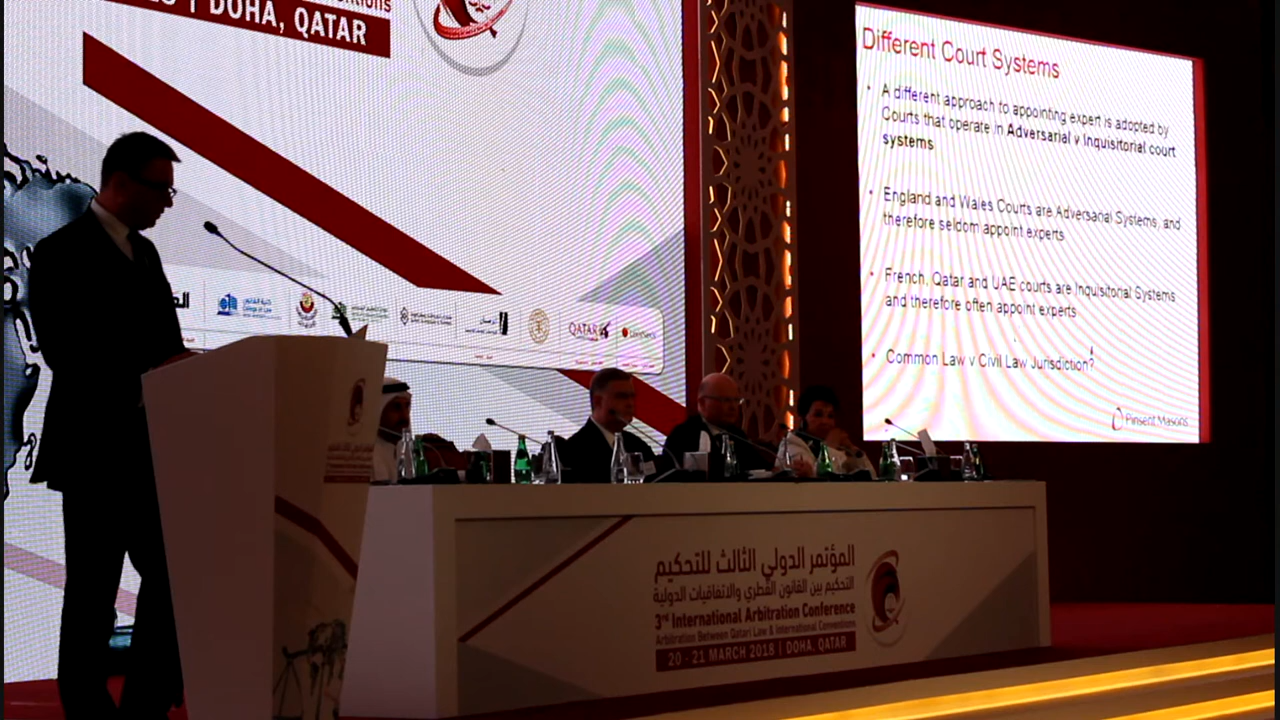 DOHA, QATAR
Different Court Systems
• A different approach to appointing expert is adopted by
Courts that operate in Adversarial v Inquisitorial court
systems
• England and Wales Courts are Adversarial Systems, and
therefore seldom appoint experts
• French, Qatar and UAE courts are Inquisitorial Systems
and therefore often appoint experts
• Common Law v Civil Law Jurisdiction?
Pinsent Masons
College of Law
QATAR
المؤتمر الدولي الثالث للتحكيم
التحكيم بين القانون القطري والاتفاقيات الدولية
3rd International Arbitration Conference
Arbitration Between Qatari Law & International Conventions
20 - 21 MARCH 2018 | DOHA, QATAR